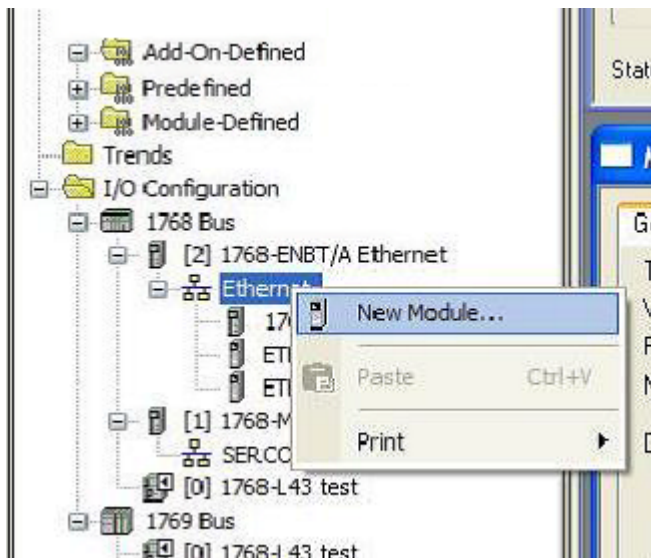 Add-On-Defined
Predefined
Module-Defined
Trends
I/O Configuration
1768 Bus
[2] 1768-ENBT/A Ethernet
Ethernet
New Module...
Paste Ctrl+V
Print
[1] 1768-M
SERCO
[0] 1768-L43 test
1769 Bus
[0] 1768-L43 test
Stat